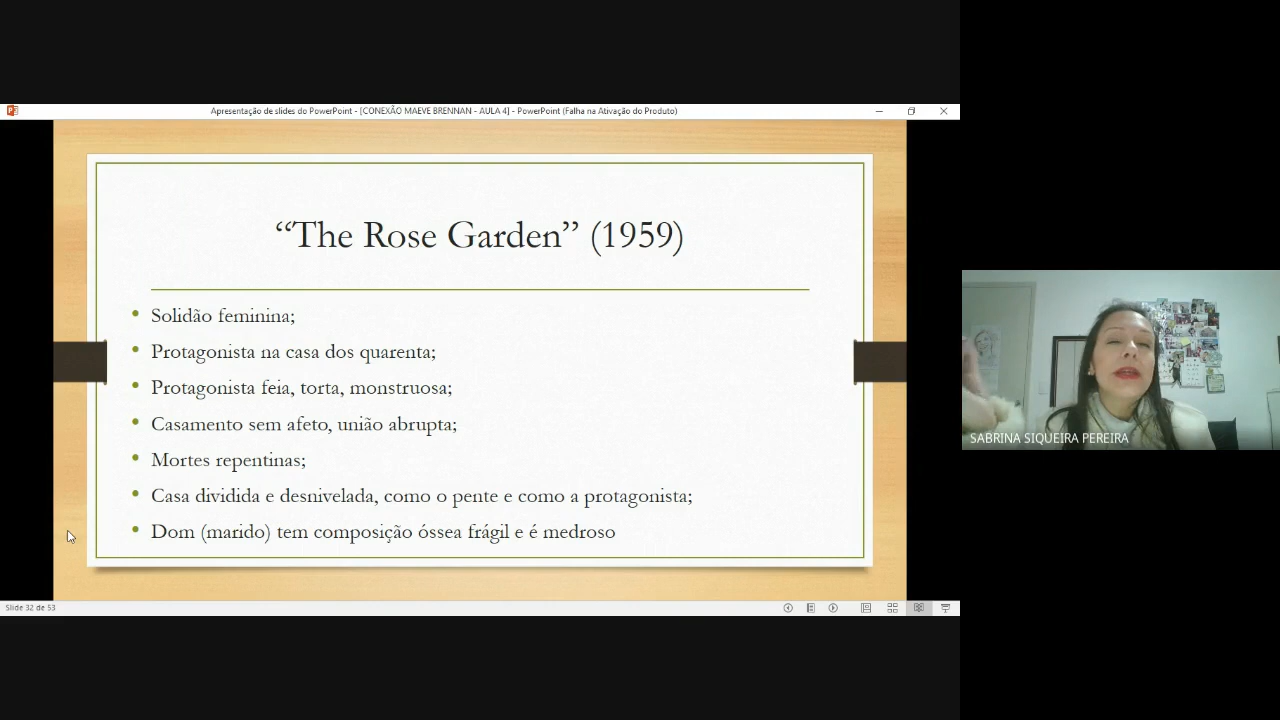 Apresentação de slides do PowerPoint - [CONEXÃO MAEVE BRENNAN - AULA 4] - PowerPoint (Falha na Ativação do Produto)
“The Rose Garden” (1959)
• Solidão feminina;
• Protagonista na casa dos quarenta;
• Protagonista feia, torta, monstruosa;
• Casamento sem afeto, união abrupta;
• Mortes repentinas;
• Casa dividida e desnivelada, como o pente e como a protagonista;
• Dom (marido) tem composição óssea frágil e é medroso
SABRINA SIQUEIRA PEREIRA
Slide 32 de 53